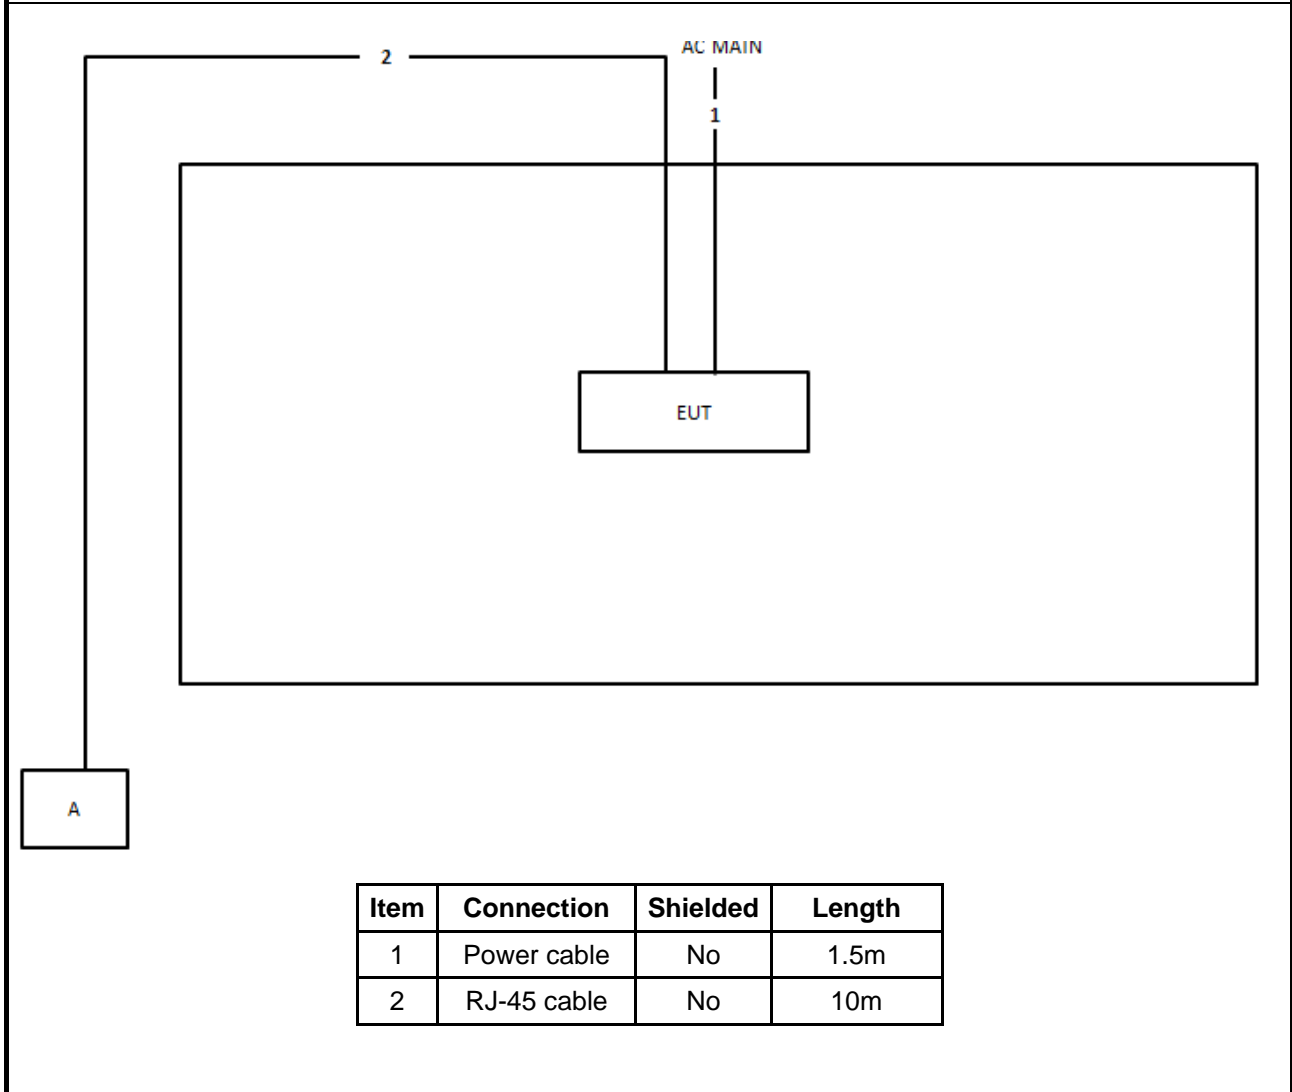 AC MAIN
2
1
EUT
A
Item Connection Shielded Length
1 Power cable No 1.5m
2 RJ-45 cable No 10m